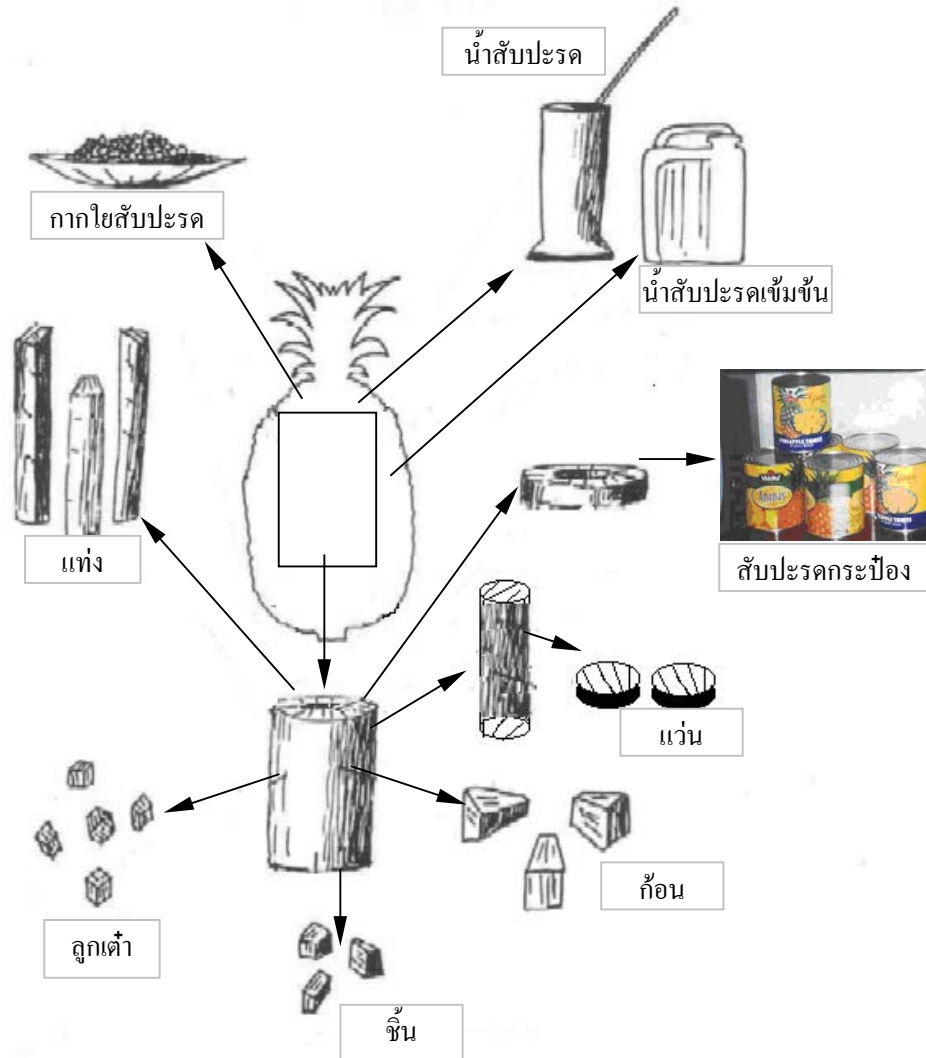 น้ำสับปะรด
กากใยสับปะรด
น้ำสับปะรดเข้มข้น
แท่ง
สับปะรดกระป๋อง
แว่น
ก้อน
ลูกเต๋า
ชิ้น